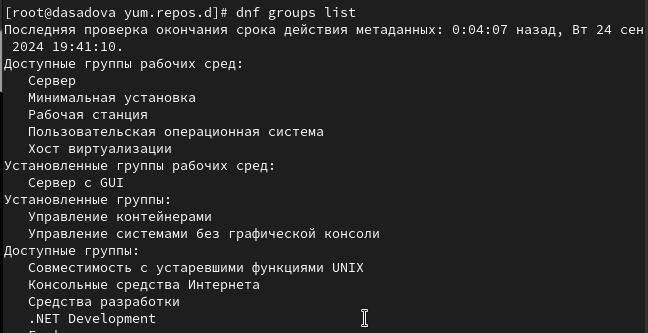 [root@dasadova yum.repos.d]# dnf groups list
Последняя проверка окончания срока действия метаданных: 0:04:07 назад, Вт 24 сен
2024 19:41:10.
Доступные группы рабочих сред:
Сервер
Минимальная установка
Рабочая станция
Пользовательская операционная система
Хост виртуализации
Установленные группы рабочих сред:
Сервер с GUI
Установленные группы:
Управление контейнерами
Управление системами без графической консоли
Доступные группы:
Совместимость с устаревшими функциями UNIX
Консольные средства Интернета
Средства разработки
.NET Development